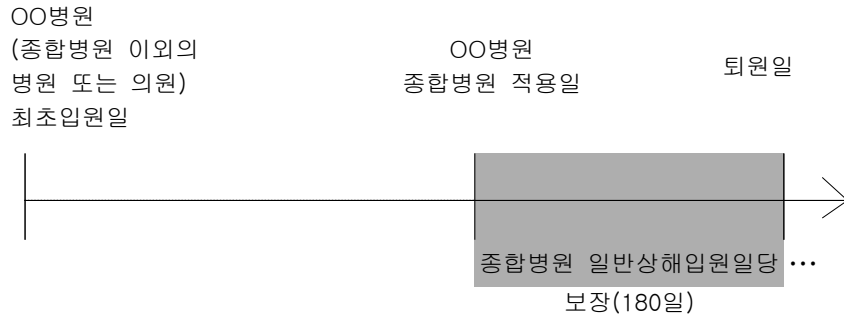 OO병원
(종합병원 이외의
병원 또는 의원)
최초입원일
OO병원
종합병원 적용일
퇴원일
종합병원 일반상해입원일당 …
보장(180일)